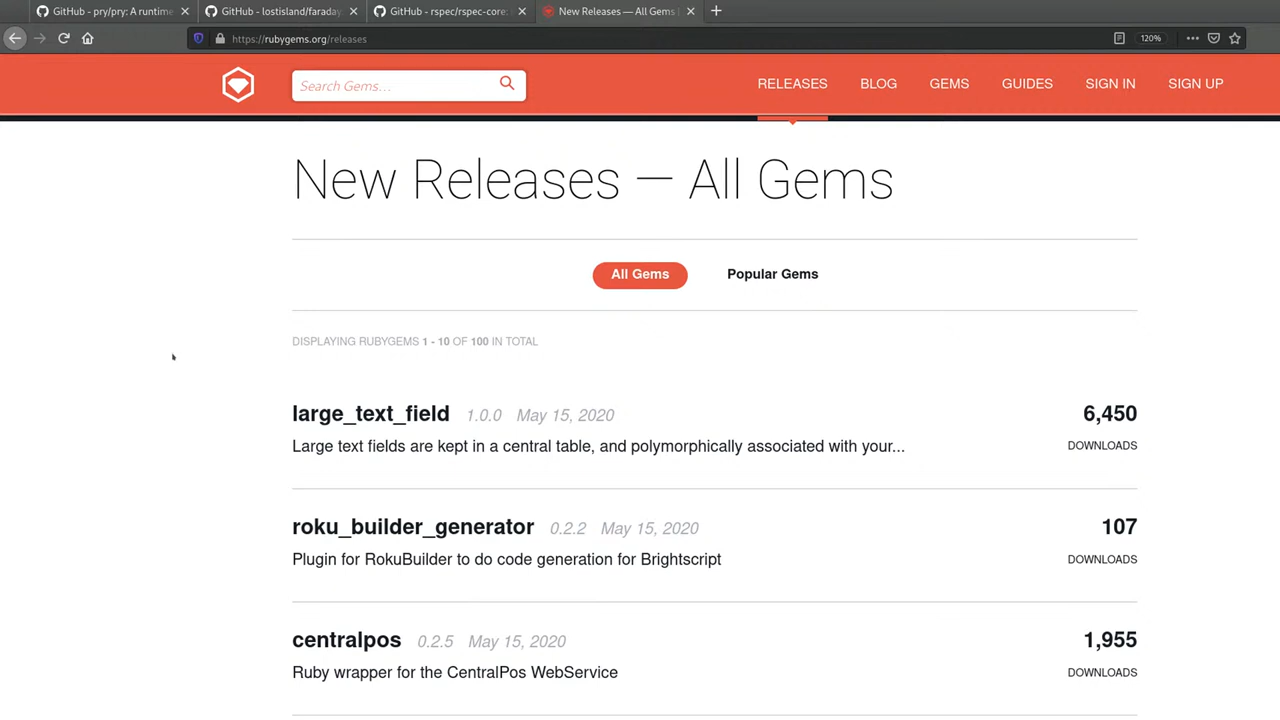 GitHub - pry/pry: A runtime
GitHub - lostisland/faraday:
GitHub - rspec/rspec-core:
New Releases — All Gems
https://rubygems.org/releases
120%
Search Gems…
RELEASES
BLOG
GEMS
GUIDES
SIGN IN
SIGN UP
New Releases — All Gems
All Gems
Popular Gems
DISPLAYING RUBYGEMS 1 - 10 OF 100 IN TOTAL
large_text_field 1.0.0 May 15, 2020
6,450
Large text fields are kept in a central table, and polymorphically associated with your...
DOWNLOADS
roku_builder_generator 0.2.2 May 15, 2020
107
Plugin for RokuBuilder to do code generation for Brightscript
DOWNLOADS
centralpos 0.2.5 May 15, 2020
1,955
Ruby wrapper for the CentralPos WebService
DOWNLOADS